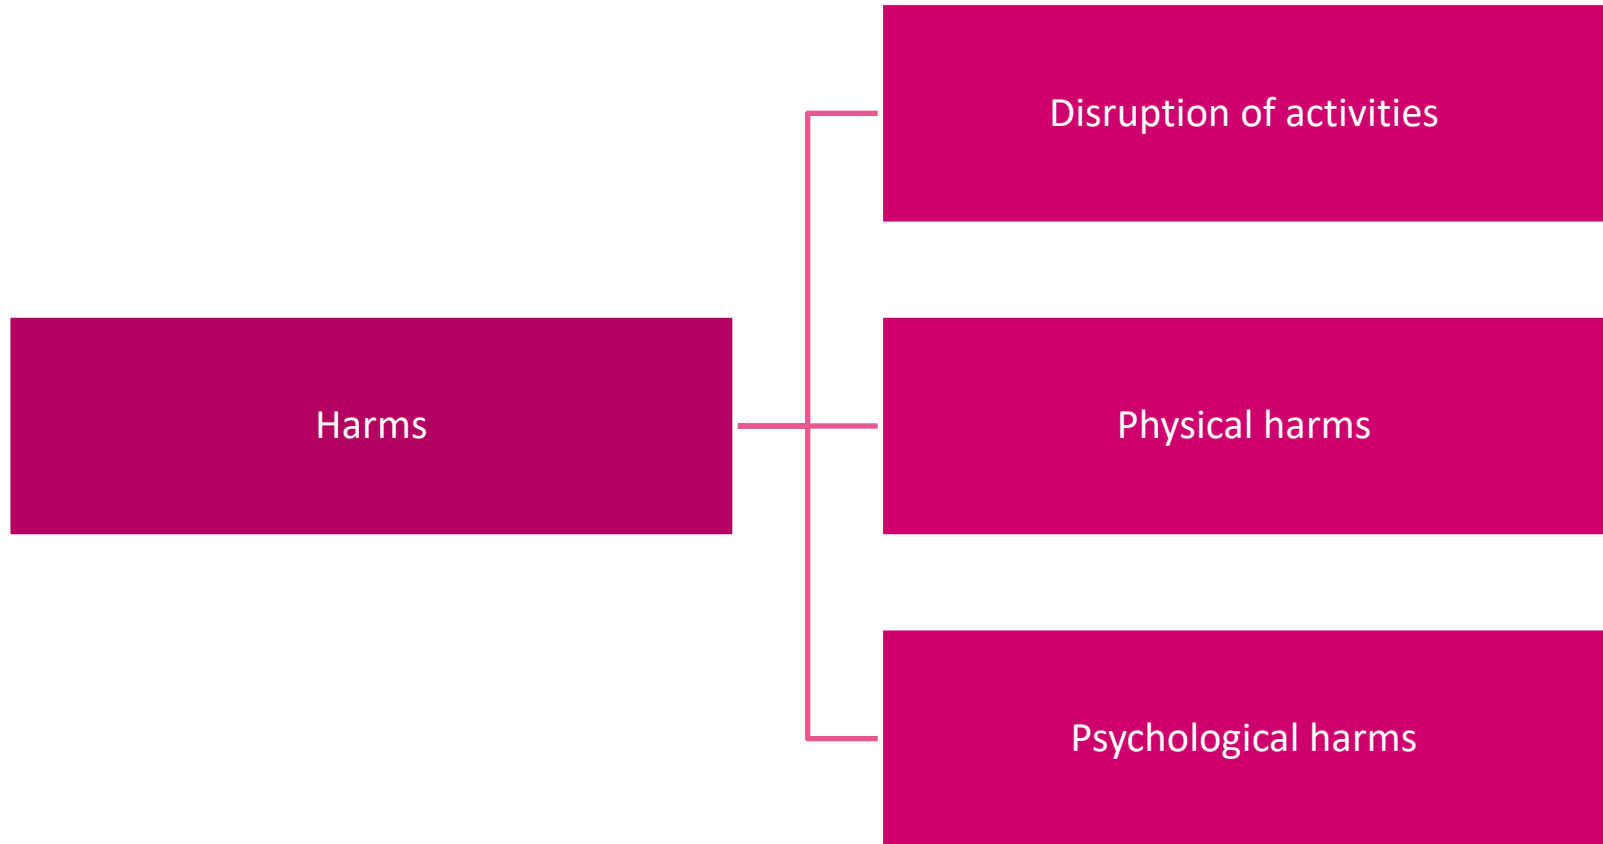 Disruption of activities
Harms
Physical harms
Psychological harms